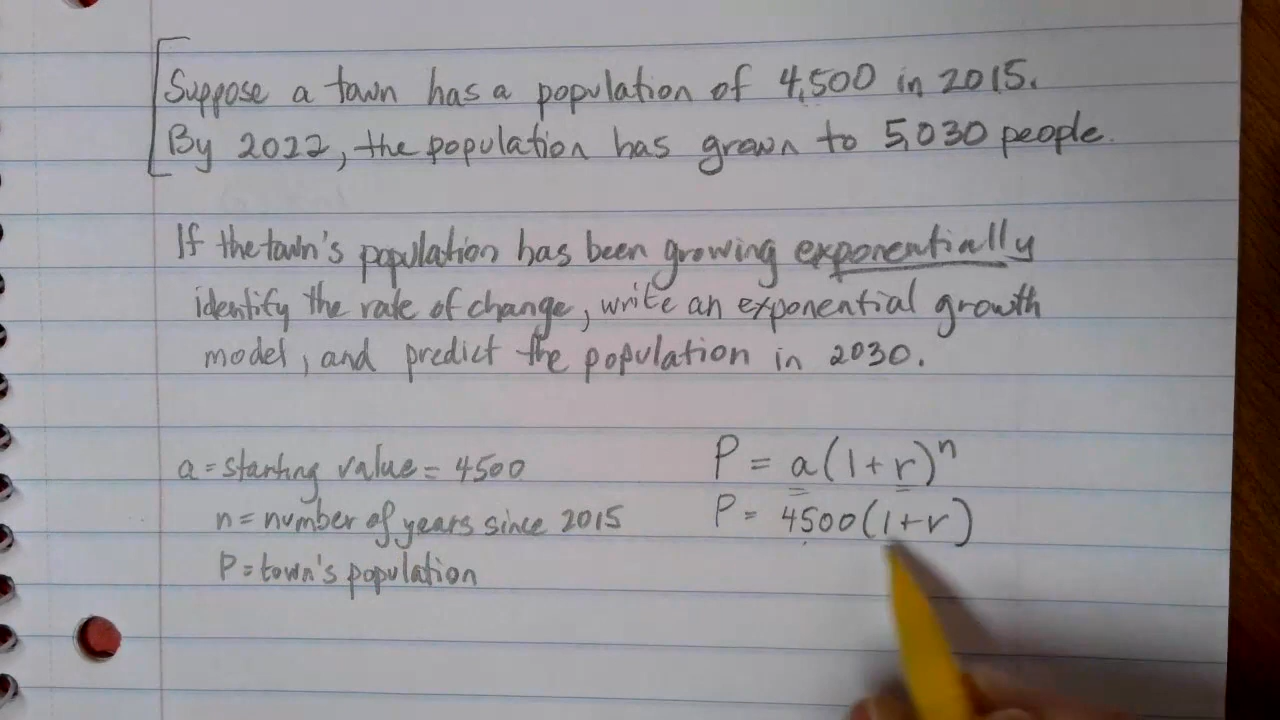 Suppose a town has a population of 4,500 in 2015.
By 2022, the population has grown to 5,030 people.
If the town's population has been growing exponentially
identify the rate of change, write an exponential growth
model, and predict the population in 2030.
a = starting value = 4500
n = number of years since 2015
P = town's population
P = a(1+r)ⁿ
P = 4500(1+r)